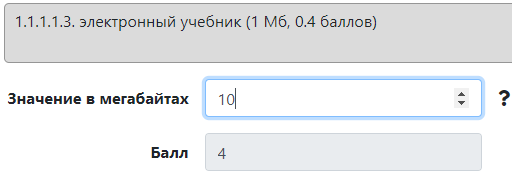 1.1.1.1.3. электронный учебник (1 Мб, 0.4 баллов)
Значение в мегабайтах 10 ?
Балл 4